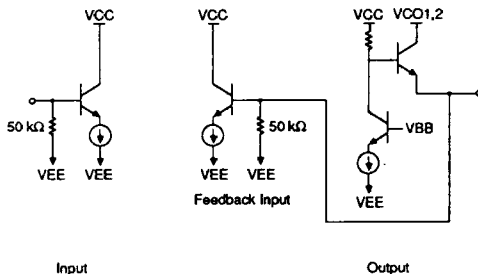 VCC
VCC
VCC
VCO1,2
50 kΩ
50 kΩ
VBB
VEE
VEE
VEE
VEE
VEE
Feedback Input
Input
Output